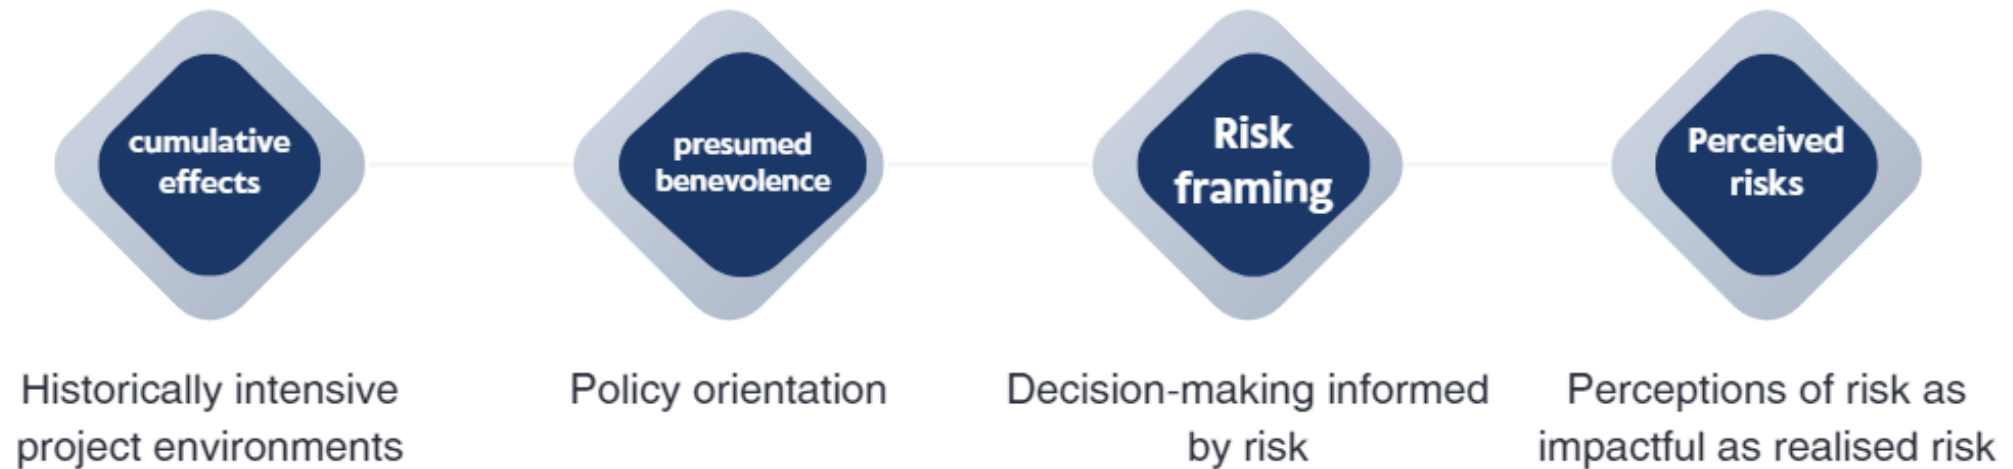 cumulative
effects
presumed
benevolence
Risk
framing
Perceived
risks
Historically intensive
project environments
Policy orientation
Decision-making informed
by risk
Perceptions of risk as
impactful as realised risk